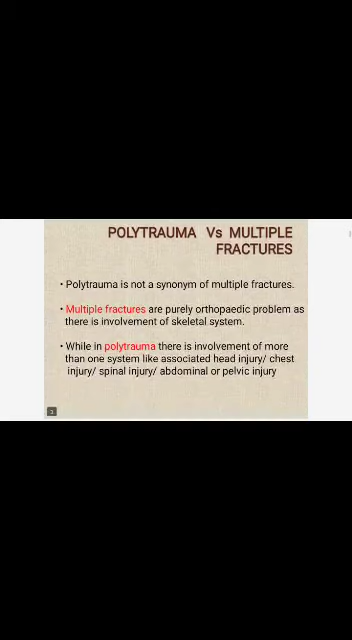 POLYTRAUMA Vs MULTIPLE
FRACTURES
• Polytrauma is not a synonym of multiple fractures.
• Multiple fractures are purely orthopaedic problem as
there is involvement of skeletal system.
• While in polytrauma there is involvement of more
than one system like associated head injury/ chest
injury/ spinal injury/ abdominal or pelvic injury
3